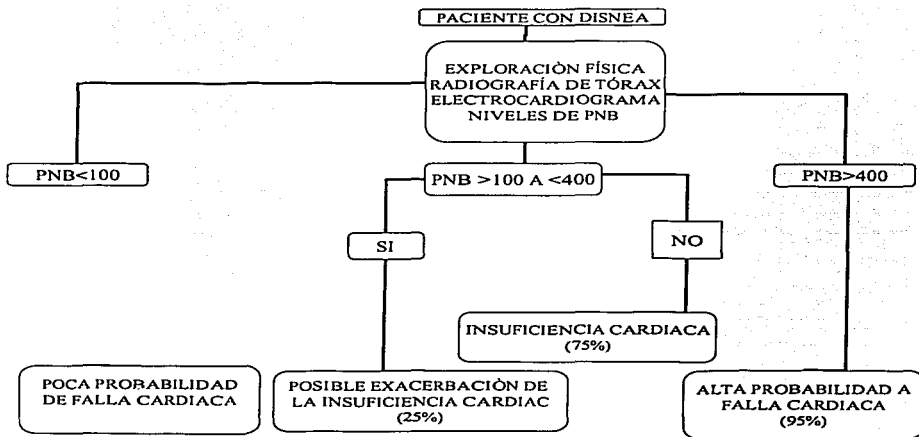 PACIENTE CON DISNEA
EXPLORACIÒN FÍSICA
RADIOGRAFÍA DE TÓRAX
ELECTROCARDIOGRAMA
NIVELES DE PNB
PNB<100
PNB >100 A <400
PNB>400
SI
NO
INSUFICIENCIA CARDIACA
(75%)
POCA PROBABILIDAD
DE FALLA CARDIACA
POSIBLE EXACERBACIÒN DE
LA INSUFICIENCIA CARDIAC (25%)
ALTA PROBABILIDAD A
FALLA CARDIACA
(95%)